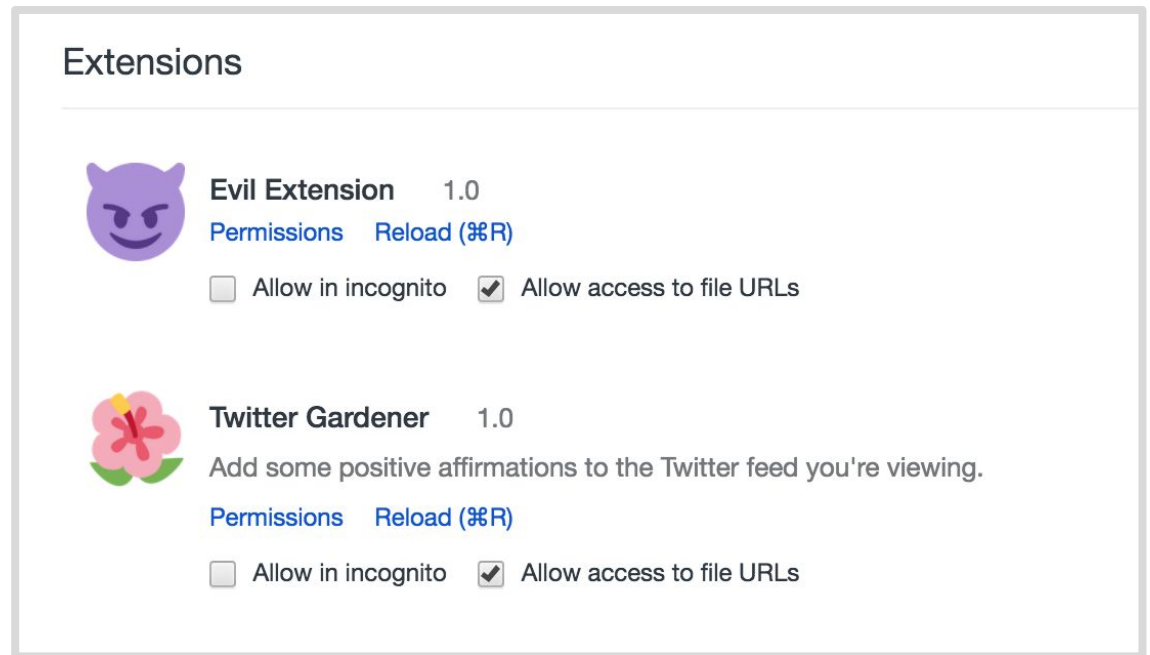 Extensions
Evil Extension 1.0
Permissions Reload (⌘R)
Allow in incognito Allow access to file URLs
Twitter Gardener 1.0
Add some positive affirmations to the Twitter feed you're viewing.
Permissions Reload (⌘R)
Allow in incognito Allow access to file URLs